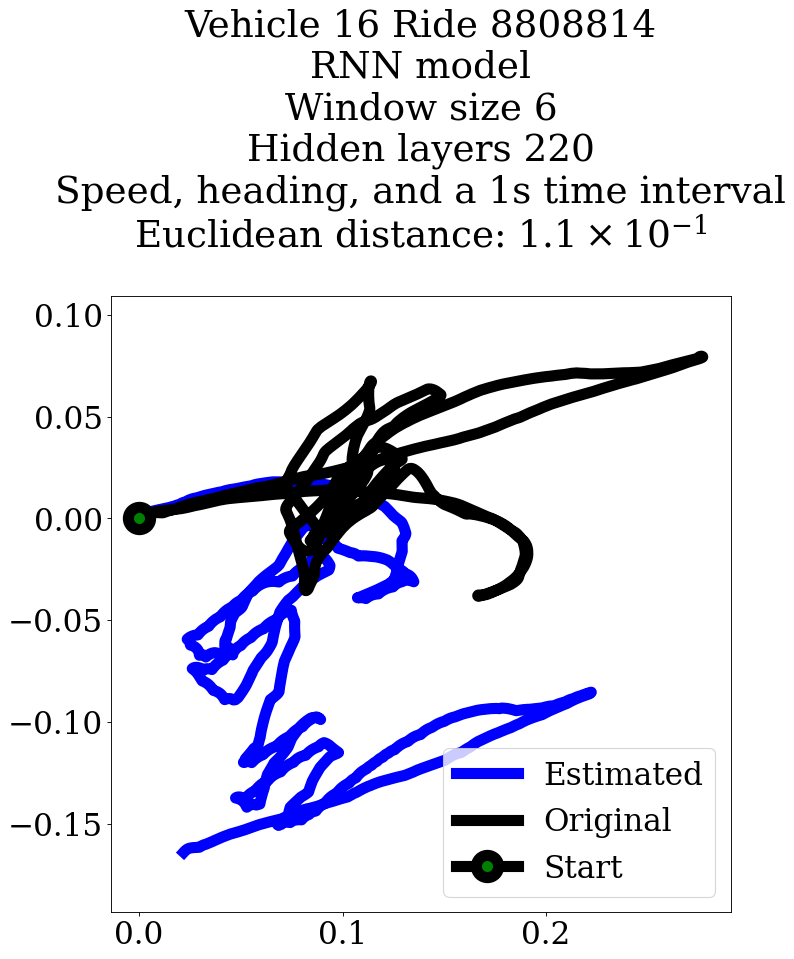 Vehicle 16 Ride 8808814
RNN model
Window size 6
Hidden layers 220
Speed, heading, and a 1s time interval
Euclidean distance: 1.1 × 10⁻¹
0.10
0.05
0.00
−0.05
−0.10
−0.15
0.0 0.1 0.2
Estimated
Original
Start